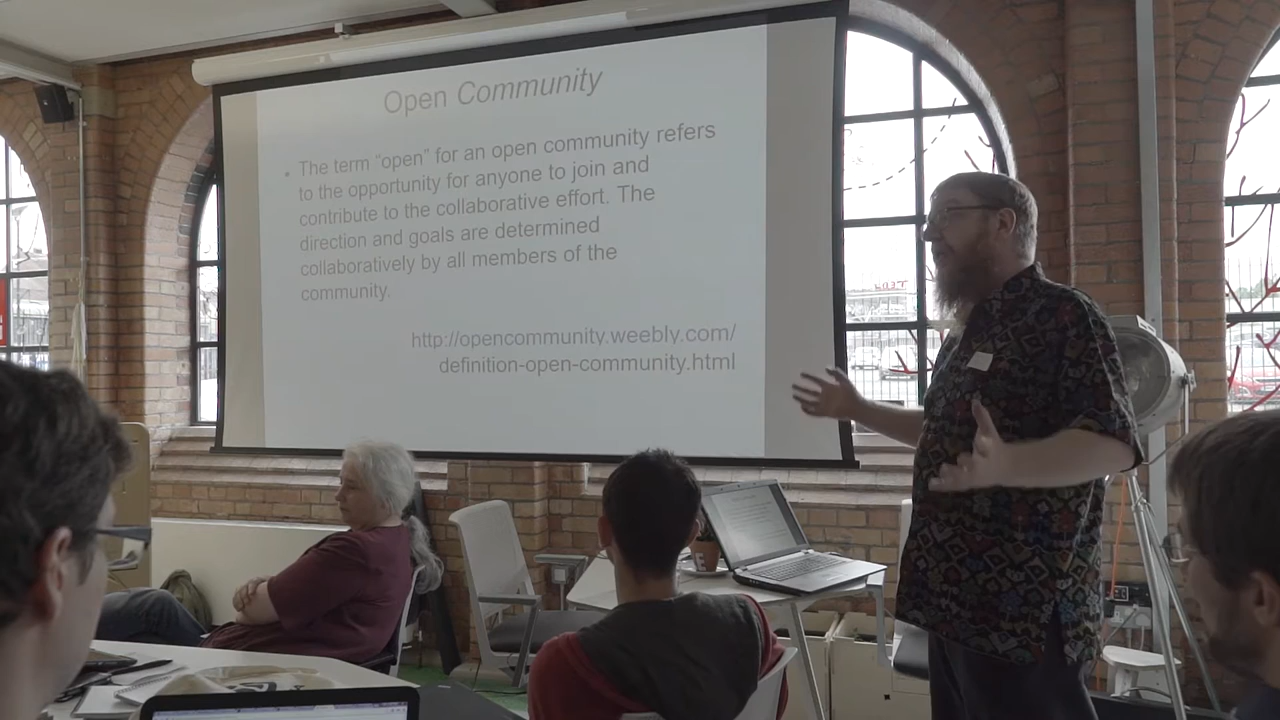 Open Community
• The term "open" for an open community refers
to the opportunity for anyone to join and
contribute to the collaborative effort. The
direction and goals are determined
collaboratively by all members of the
community.
http://opencommunity.weebly.com/
definition-open-community.html